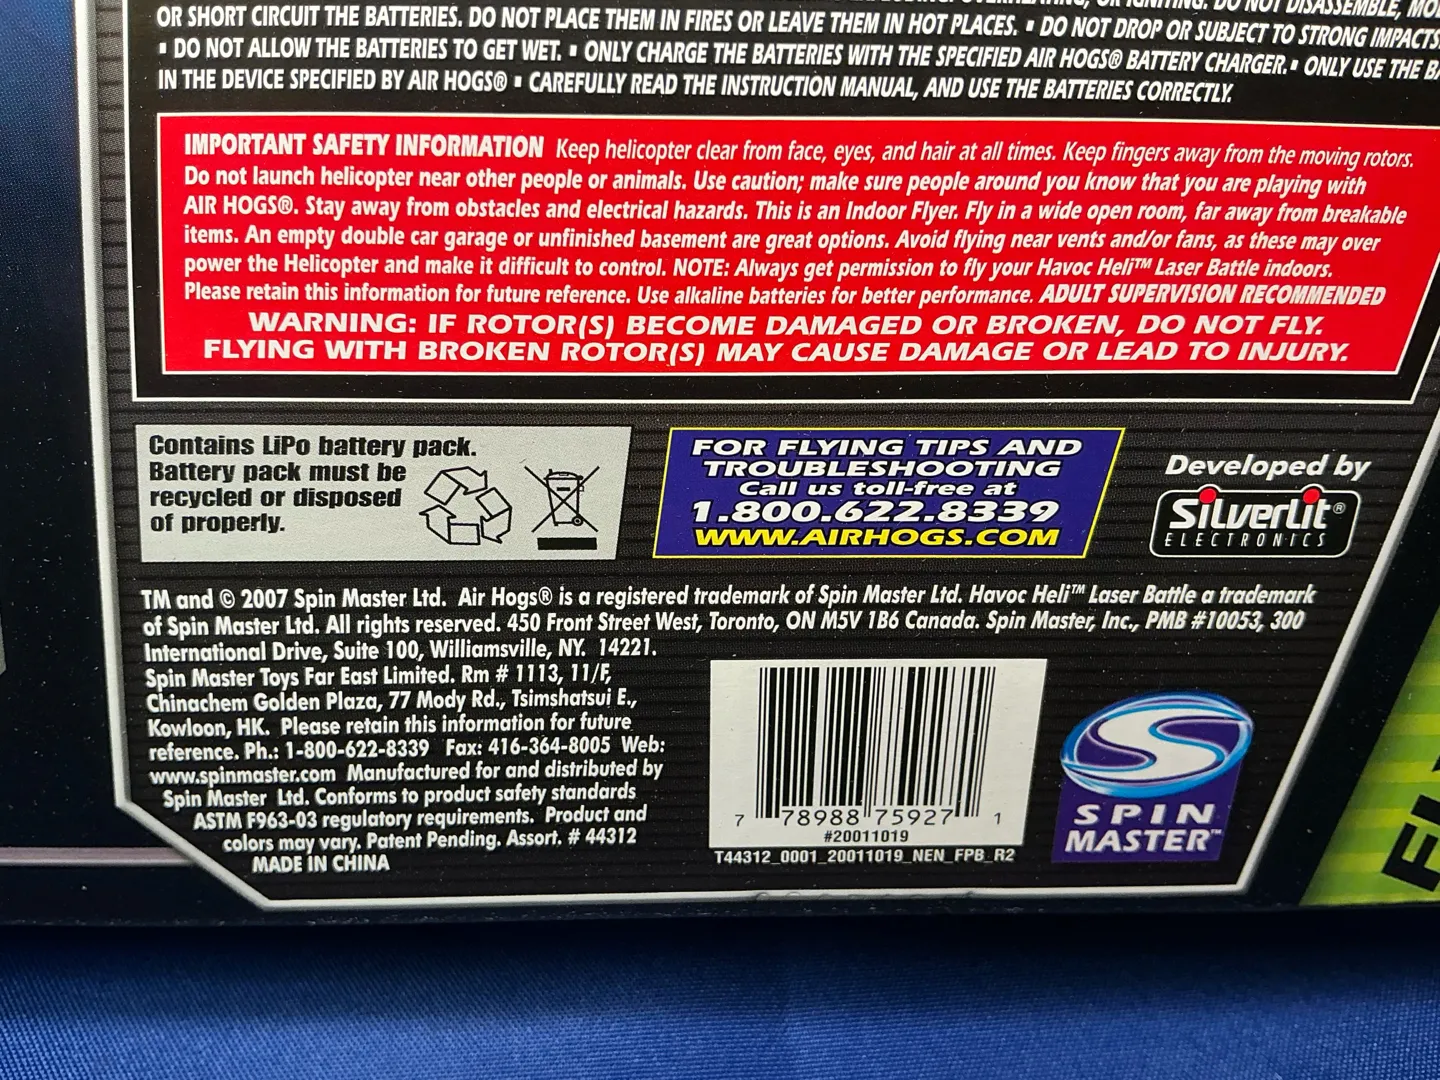 OR SHORT CIRCUIT THE BATTERIES. DO NOT PLACE THEM IN FIRES OR LEAVE THEM IN HOT PLACES. ▪ DO NOT DROP OR SUBJECT TO STRONG IMPACTS.
▪ DO NOT ALLOW THE BATTERIES TO GET WET. ▪ ONLY CHARGE THE BATTERIES WITH THE SPECIFIED AIR HOGS® BATTERY CHARGER. ▪ ONLY USE THE
IN THE DEVICE SPECIFIED BY AIR HOGS® ▪ CAREFULLY READ THE INSTRUCTION MANUAL, AND USE THE BATTERIES CORRECTLY.
IMPORTANT SAFETY INFORMATION Keep helicopter clear from face, eyes, and hair at all times. Keep fingers away from the moving rotors.
Do not launch helicopter near other people or animals. Use caution; make sure people around you know that you are playing with
AIR HOGS®. Stay away from obstacles and electrical hazards. This is an Indoor Flyer. Fly in a wide open room, far away from breakable
items. An empty double car garage or unfinished basement are great options. Avoid flying near vents and/or fans, as these may over
power the Helicopter and make it difficult to control. NOTE: Always get permission to fly your Havoc Heli™ Laser Battle indoors.
Please retain this information for future reference. Use alkaline batteries for better performance. ADULT SUPERVISION RECOMMENDED
WARNING: IF ROTOR(S) BECOME DAMAGED OR BROKEN, DO NOT FLY.
FLYING WITH BROKEN ROTOR(S) MAY CAUSE DAMAGE OR LEAD TO INJURY.
Contains LiPo battery pack.
Battery pack must be
recycled or disposed
of properly.
FOR FLYING TIPS AND
TROUBLESHOOTING
Call us toll-free at
1.800.622.8339
WWW.AIRHOGS.COM
Developed by
Silverlit®
ELECTRONICS
TM and © 2007 Spin Master Ltd. Air Hogs® is a registered trademark of Spin Master Ltd. Havoc Heli™ Laser Battle a trademark
of Spin Master Ltd. All rights reserved. 450 Front Street West, Toronto, ON M5V 1B6 Canada. Spin Master, Inc., PMB #10053, 300
International Drive, Suite 100, Williamsville, NY. 14221.
Spin Master Toys Far East Limited. Rm # 1113, 11/F,
Chinachem Golden Plaza, 77 Mody Rd., Tsimshatsui E.,
Kowloon, HK. Please retain this information for future
reference. Ph.: 1-800-622-8339 Fax: 416-364-8005 Web:
www.spinmaster.com Manufactured for and distributed by
Spin Master Ltd. Conforms to product safety standards
ASTM F963-03 regulatory requirements. Product and
colors may vary. Patent Pending. Assort. # 44312
MADE IN CHINA
7 78988 75927 1
#20011019
T44312_0001_20011019_NEN_FPB_R2
SPIN
MASTER™